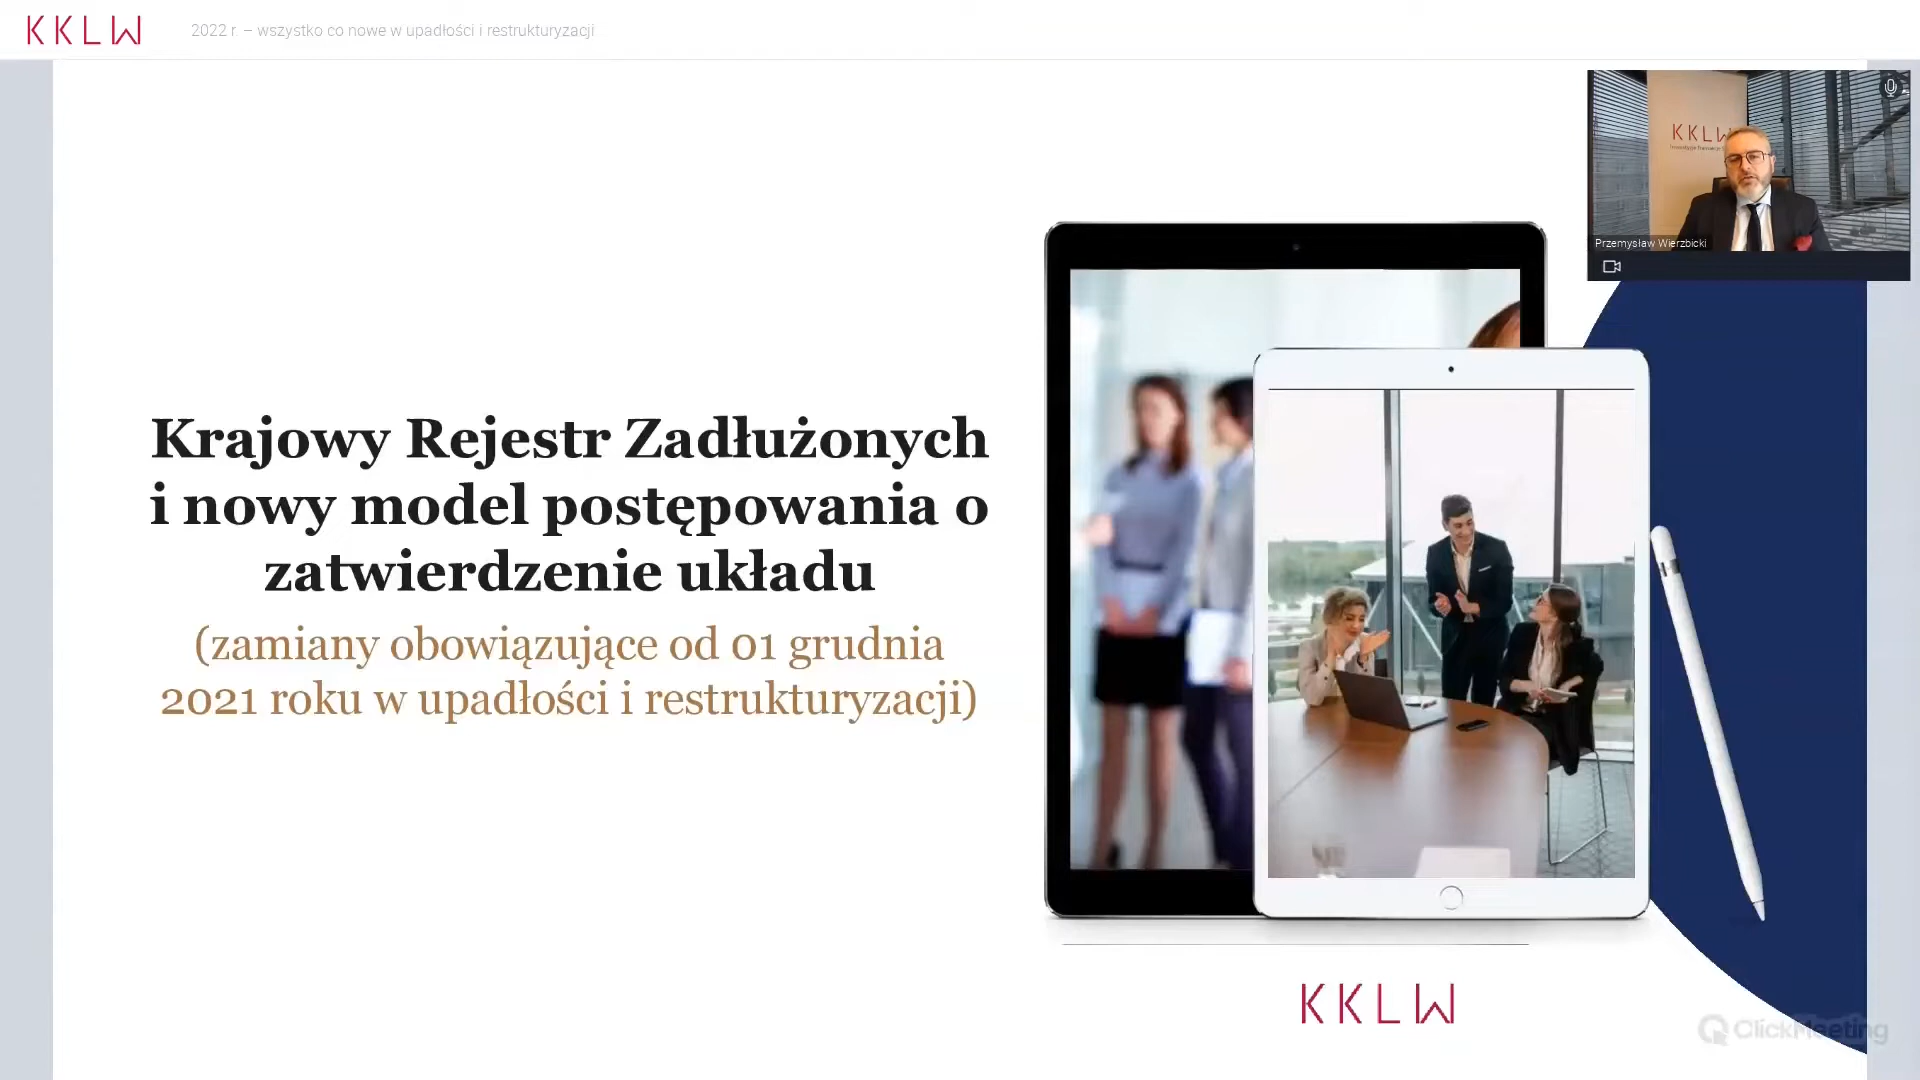 KKLW
2022 r. – wszystko co nowe w upadłości i restrukturyzacji
KKLW
Przemysław Wierzbicki
Krajowy Rejestr Zadłużonych
i nowy model postępowania o
zatwierdzenie układu
(zamiany obowiązujące od 01 grudnia
2021 roku w upadłości i restrukturyzacji)
KKLW
ClickMeeting